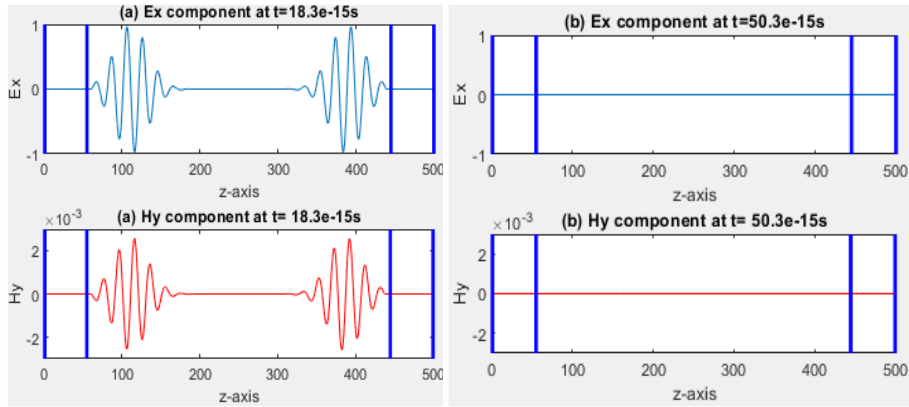 (a) Ex component at t=18.3e-15s
1
0
-1
Ex
0 100 200 300 400 500
z-axis
(b) Ex component at t=50.3e-15s
1
0
-1
Ex
0 100 200 300 400 500
z-axis
×10-3
(a) Hy component at t= 18.3e-15s
2
0
-2
Hy
0 100 200 300 400 500
z-axis
×10-3
(b) Hy component at t= 50.3e-15s
2
0
-2
Hy
0 100 200 300 400 500
z-axis